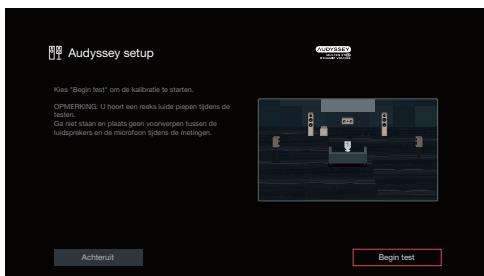 Audyssey setup
AUDYSSEY
Kies "Begin test" om de kalibratie te starten.
OPMERKING: U hoort een reeks luide piepen tijdens de
testen.
Ga niet staan en plaats geen voorwerpen tussen de
luidsprekers en de microfoon tijdens de metingen.
Achteruit
Begin test